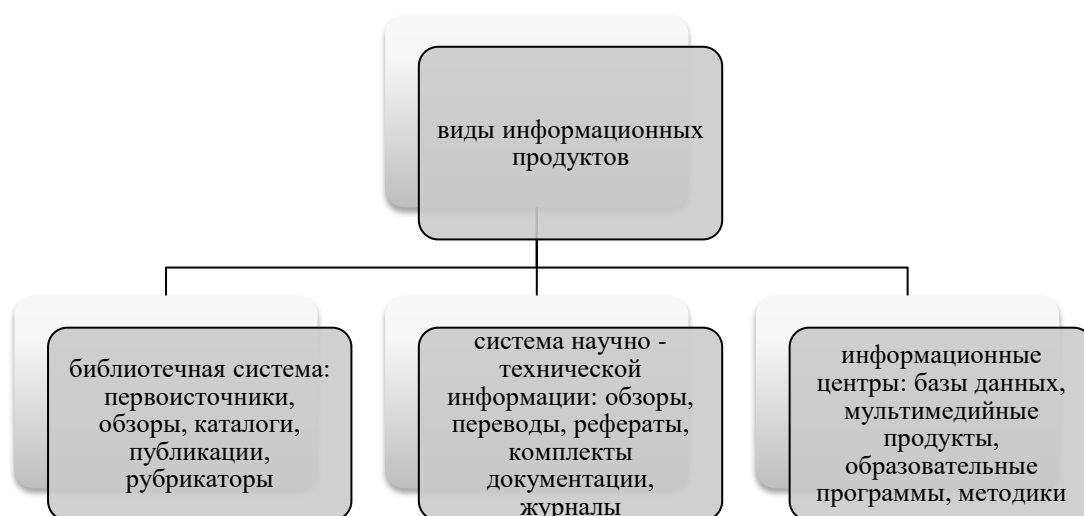 виды информационных
продуктов
библиотечная система:
первоисточники,
обзоры, каталоги,
публикации,
рубрикаторы
система научно -
технической
информации: обзоры,
переводы, рефераты,
комплекты
документации,
журналы
информационные
центры: базы данных,
мультимедийные
продукты,
образовательные
программы, методики